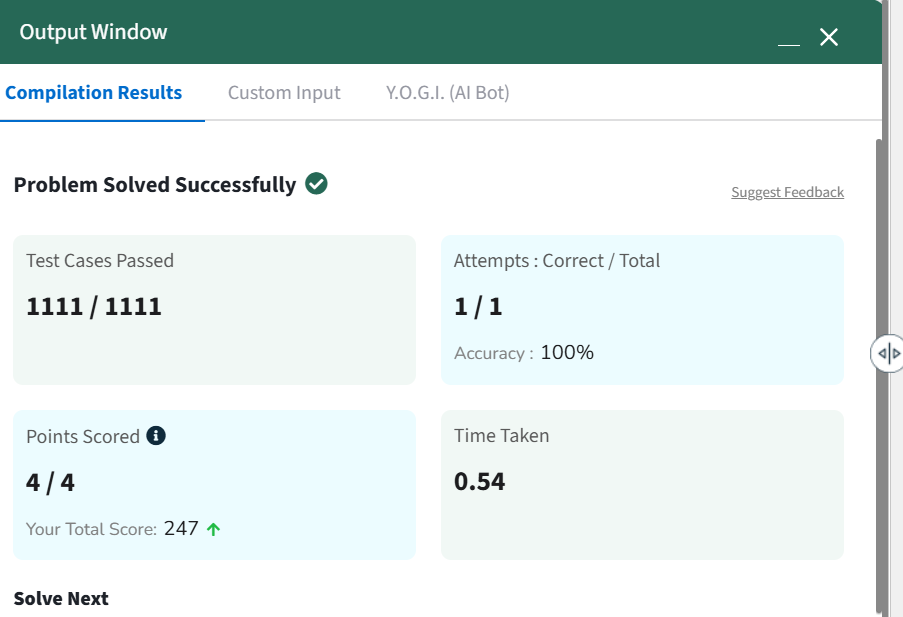 Output Window
Compilation Results
Custom Input
Y.O.G.I. (AI Bot)
Problem Solved Successfully
Suggest Feedback
Test Cases Passed
1111 / 1111
Attempts : Correct / Total
1 / 1
Accuracy : 100%
Points Scored
4 / 4
Your Total Score: 247
Time Taken
0.54
Solve Next